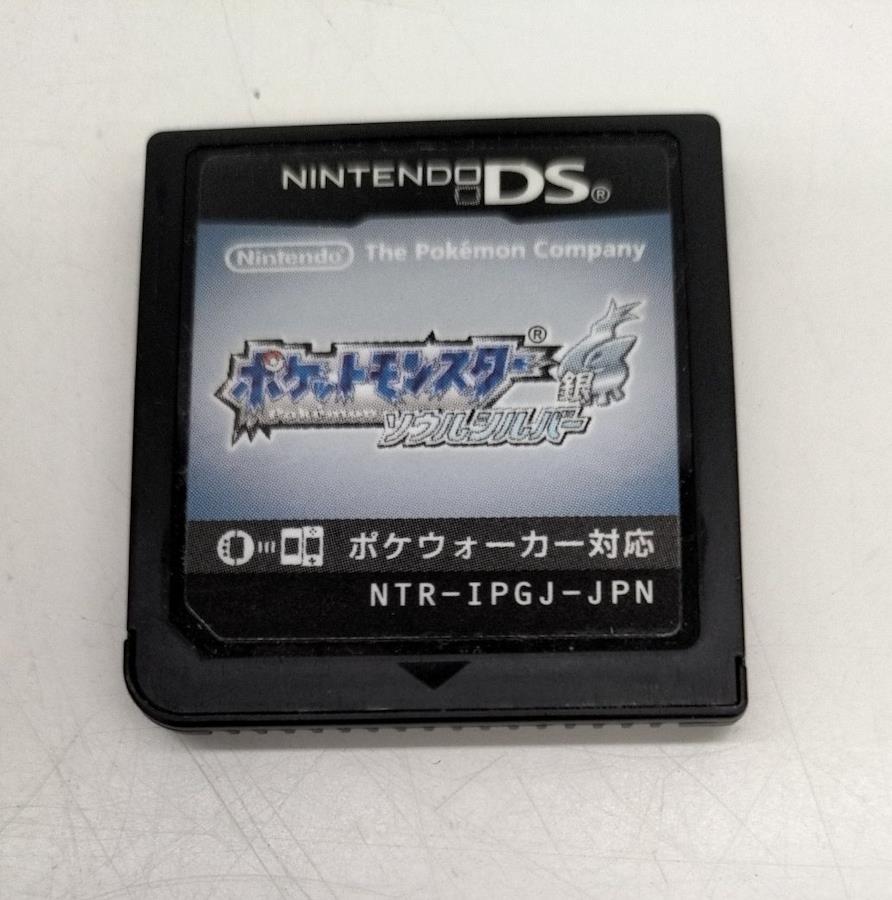 NINTENDO DS®
Nintendo® The Pokémon Company
ポケットモンスター®
銀
ソウルシルバー
ポケウォーカー対応
NTR-IPGJ-JPN